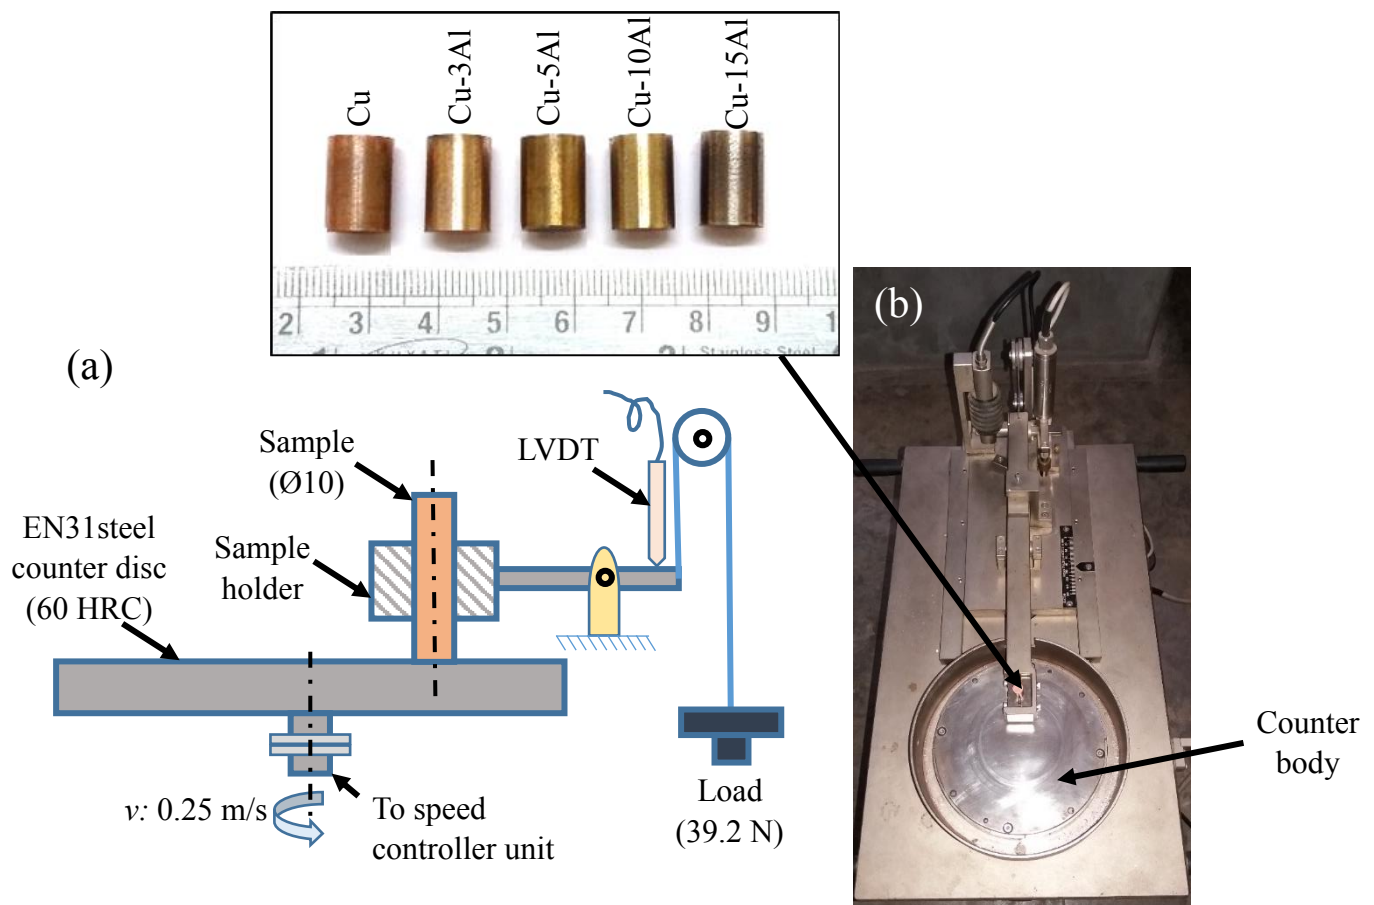 Cu
Cu-3Al
Cu-5Al
Cu-10Al
Cu-15Al
2 3 4 5 6 7 8 9 1
Stainless Steel
(a)
(b)
Sample
(Ø10)
LVDT
EN31steel
counter disc
(60 HRC)
Sample
holder
Counter
body
v: 0.25 m/s
To speed
controller unit
Load
(39.2 N)